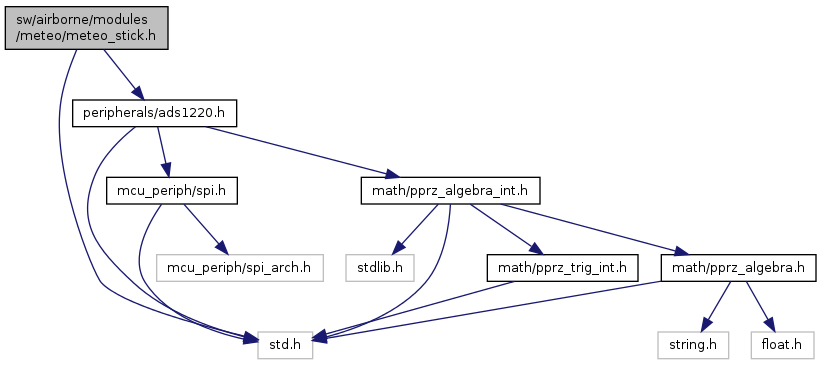 sw/airborne/modules
/meteo/meteo_stick.h
peripherals/ads1220.h
mcu_periph/spi.h
math/pprz_algebra_int.h
mcu_periph/spi_arch.h
stdlib.h
math/pprz_trig_int.h
math/pprz_algebra.h
std.h
string.h
float.h